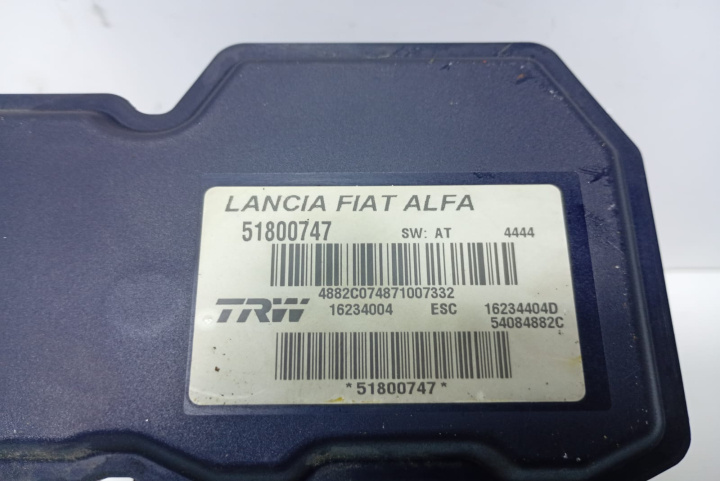 LANCIA FIAT ALFA
51800747 SW: AT 4444
4882C074871007332
TRW 16234004 ESC 16234404D
54084882C
*51800747*